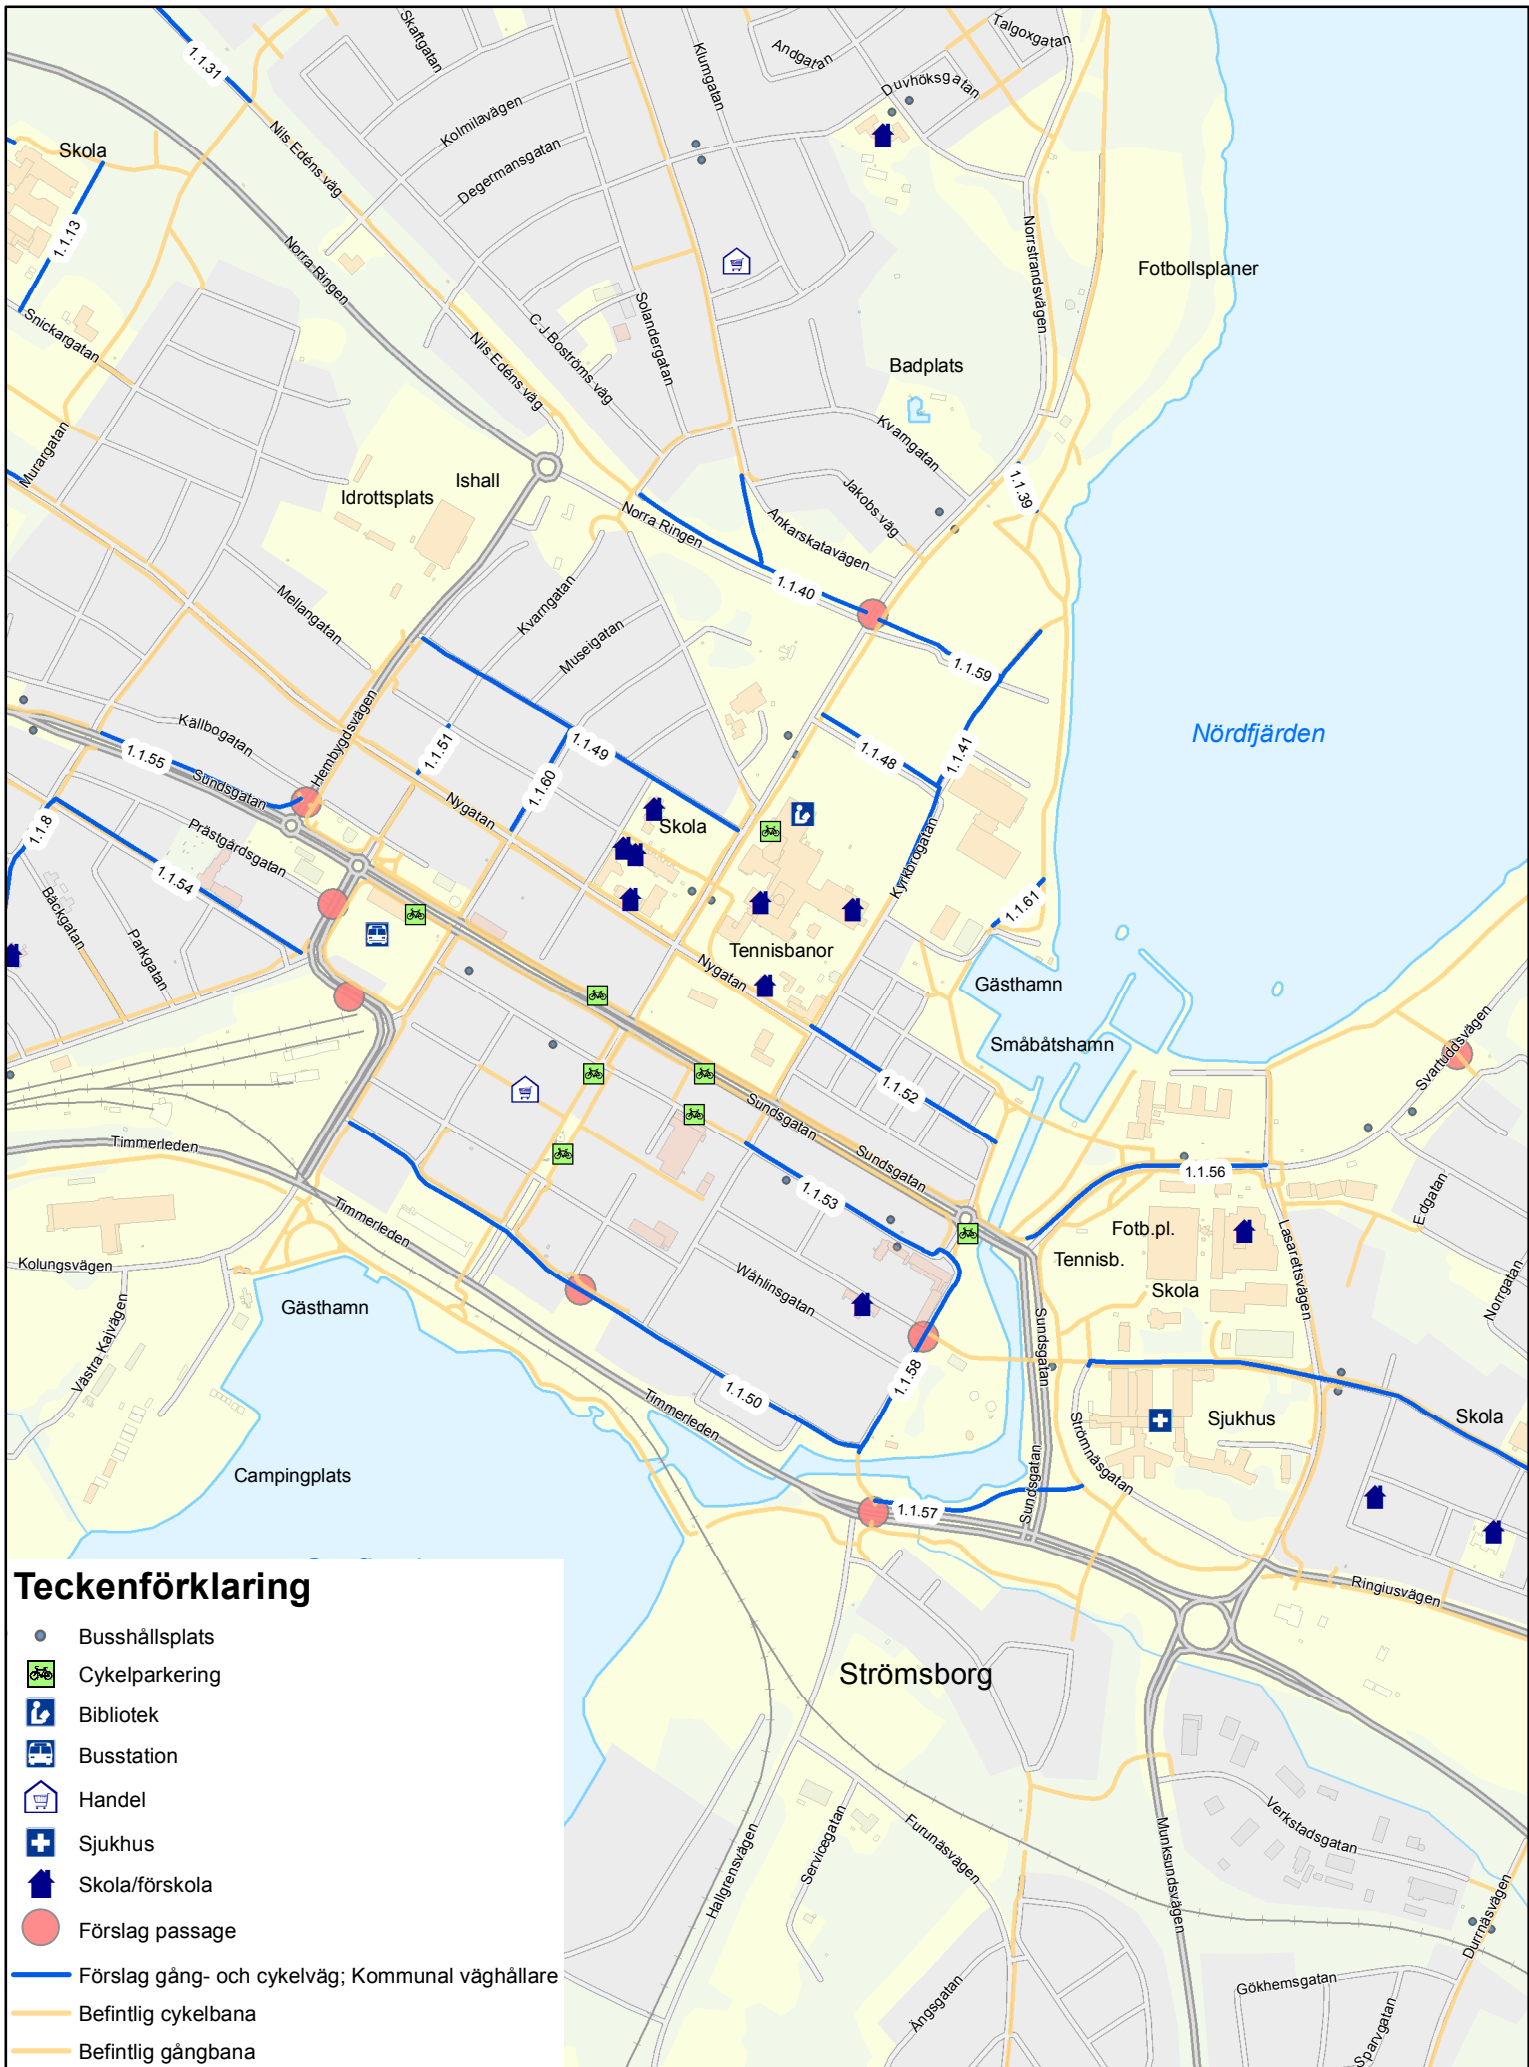 Skaftgatan
Klumgatan
Andgatan
Talgoxgatan
Duvhöksgatan
1.1.31
Kolmilavägen
Skola
Nils Edéns väg
Degermansgatan
1.1.13
Norra Ringen
Norrstrandsvägen
Fotbollsplaner
Snickargatan
Solandergatan
C J Boströms väg
Nils Edéns väg
Badplats
Kvarngatan
Murargatan
Ishall
Idrottsplats
Jakobs väg
1.1.39
Norra Ringen
Ankarskatavägen
1.1.40
Mellangatan
Kvarngatan
Museigatan
1.1.59
Källbogatan
Hembygdsvägen
1.1.51
1.1.49
1.1.48
1.1.41
Nördfjärden
1.1.55
Sundsgatan
Nygatan
1.1.60
Skola
1.1.8
Prästgårdsgatan
1.1.54
Kyrkbrogatan
1.1.61
Bäckgatan
Parkgatan
Tennisbanor
Nygatan
Gästhamn
Småbåtshamn
Svartuddsvägen
1.1.52
Sundsgatan
Timmerleden
Sundsgatan
1.1.56
1.1.53
Edgatan
Timmerleden
Fotb.pl.
Lasarettsvägen
Tennisb.
Kolungsvägen
Wåhlinsgatan
Skola
Norrgatan
Gästhamn
Västra Kajvägen
Sundsgatan
1.1.58
1.1.50
Timmerleden
Strömnäsgatan
Sjukhus
Skola
Campingplats
Sundsgatan
1.1.57
Ringiusvägen
Strömsborg
Verkstadsgatan
Servicegatan
Furunäsvägen
Munksundsvägen
Hallgrensvägen
Durrnäsvägen
Gökhemsgatan
Ängsgatan
Sparvgatan
Teckenförklaring
Busshållsplats
Cykelparkering
Bibliotek
Busstation
Handel
Sjukhus
Skola/förskola
Förslag passage
Förslag gång- och cykelväg; Kommunal väghållare
Befintlig cykelbana
Befintlig gångbana